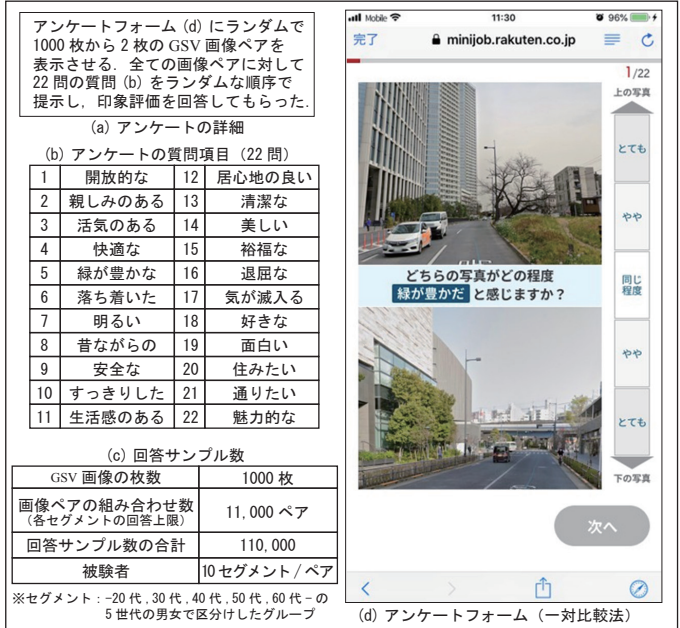 アンケートフォーム (d) にランダムで
1000 枚から 2 枚の GSV 画像ペアを
表示させる. 全ての画像ペアに対して
22 問の質問 (b) をランダムな順序で
提示し, 印象評価を回答してもらった.
(a) アンケートの詳細
(b) アンケートの質問項目（22 問）
1 開放的な 12 居心地の良い
2 親しみのある 13 清潔な
3 活気のある 14 美しい
4 快適な 15 裕福な
5 緑が豊かな 16 退屈な
6 落ち着いた 17 気が滅入る
7 明るい 18 好きな
8 昔ながらの 19 面白い
9 安全な 20 住みたい
10 すっきりした 21 通りたい
11 生活感のある 22 魅力的な
(c) 回答サンプル数
GSV 画像の枚数 1000 枚
画像ペアの組み合わせ数 11,000 ペア
(各セグメントの回答上限)
回答サンプル数の合計 110,000
被験者 10 セグメント / ペア
※セグメント：-20 代 , 30 代 , 40 代 , 50 代 , 60 代 - の
5 世代の男女で区分けしたグループ
Mobile 11:30 96%
完了 minijob.rakuten.co.jp
1/22
上の写真
とても
やや
どちらの写真がどの程度
緑が豊かだ と感じますか？
同じ
程度
やや
とても
下の写真
次へ
(d) アンケートフォーム（一対比較法）